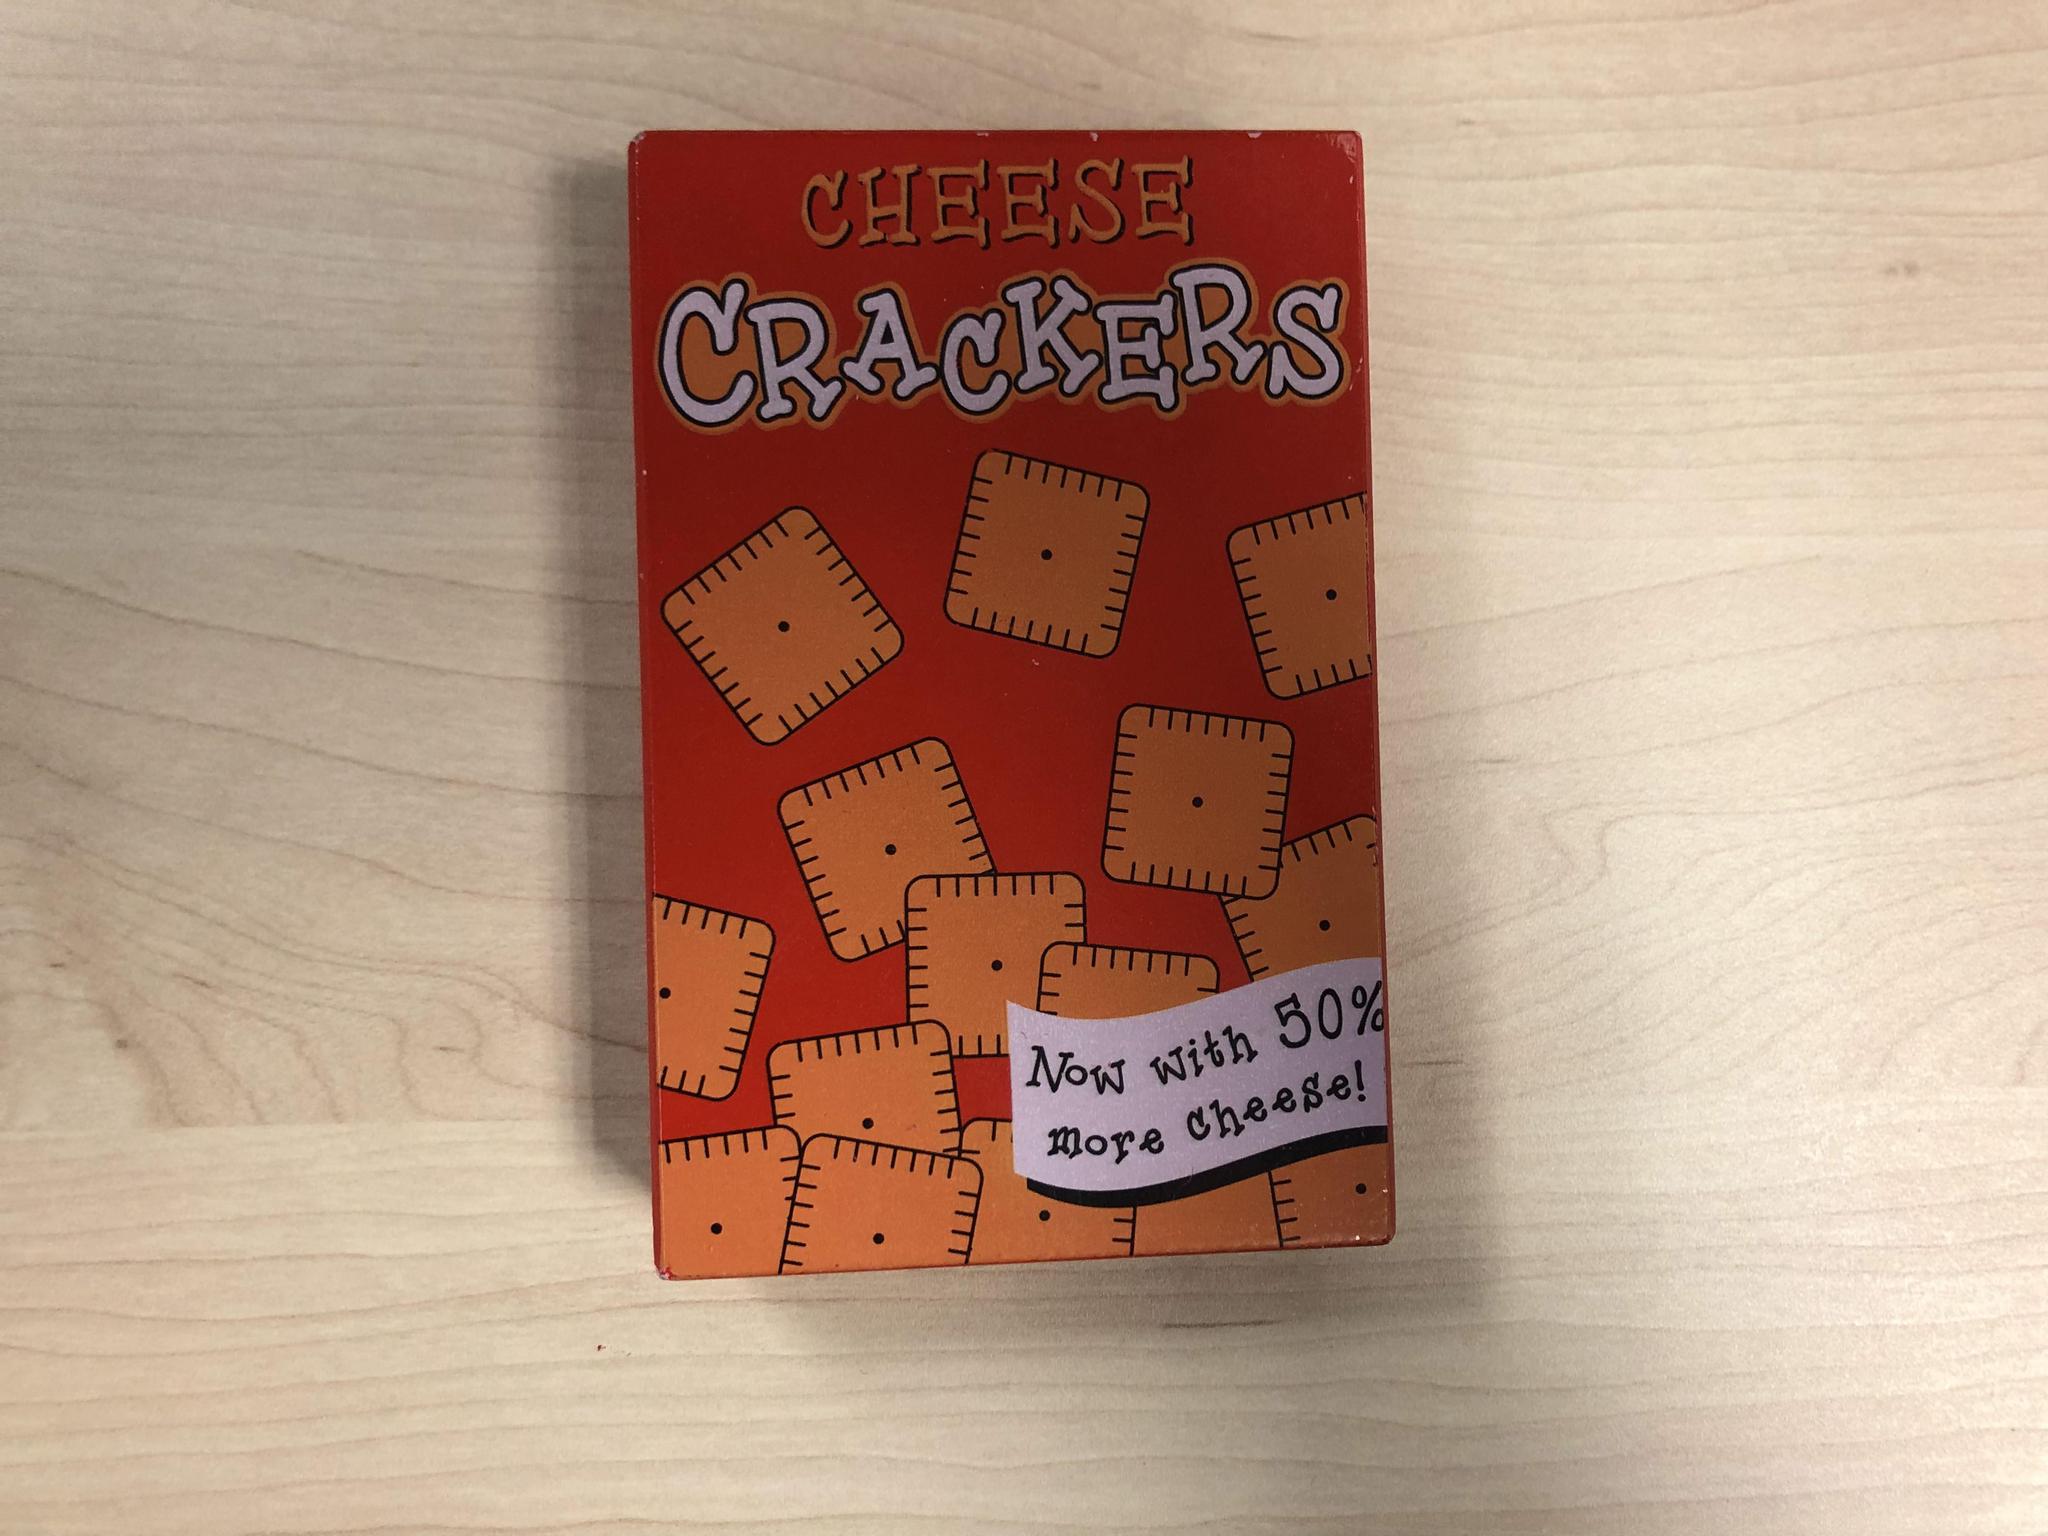 CHEESE
CRACKERS
Now with 50%
more cheese!